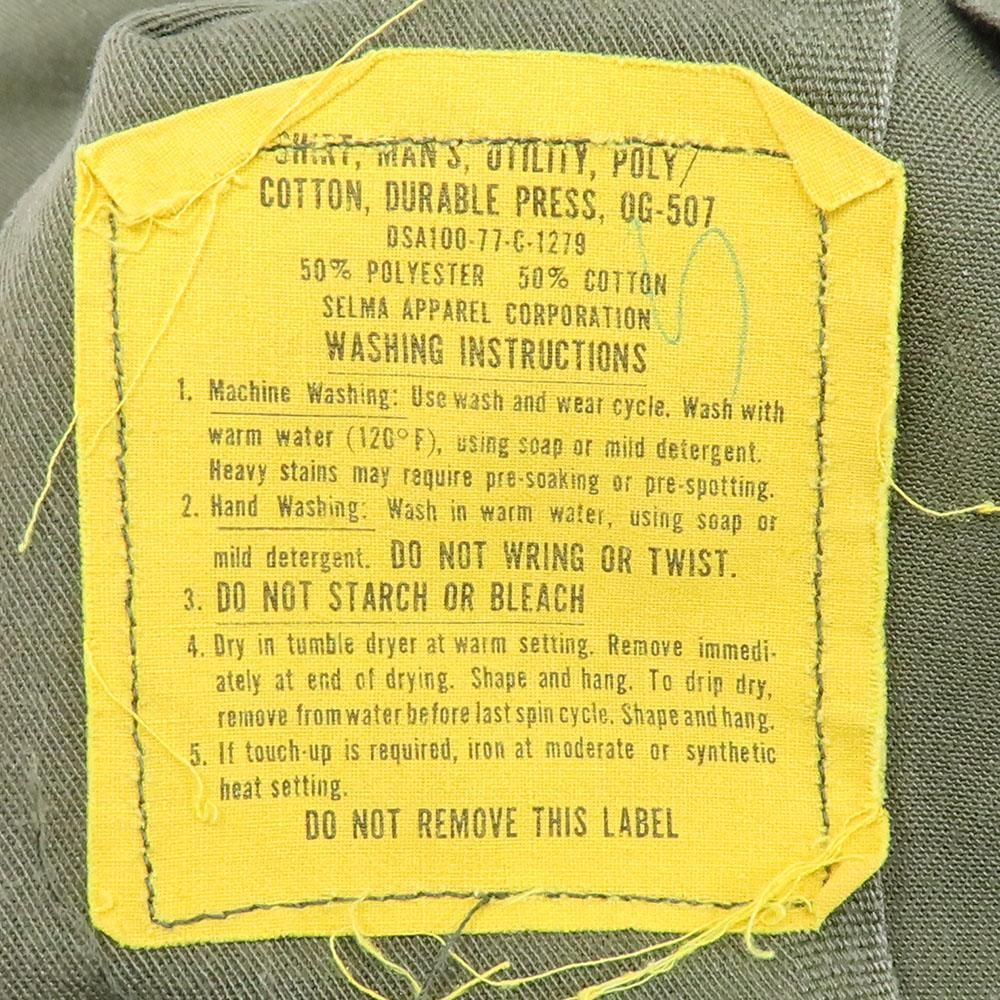 SHIRT, MAN'S, UTILITY, POLY/
COTTON, DURABLE PRESS, OG-507
DSA100-77-C-1279
50% POLYESTER 50% COTTON
SELMA APPAREL CORPORATION
WASHING INSTRUCTIONS
1. Machine Washing: Use wash and wear cycle. Wash with
warm water (120°F), using soap or mild detergent.
Heavy stains may require pre-soaking or pre-spotting.
2. Hand Washing: Wash in warm water, using soap or
mild detergent. DO NOT WRING OR TWIST.
3. DO NOT STARCH OR BLEACH
4. Dry in tumble dryer at warm setting. Remove immedi-
ately at end of drying. Shape and hang. To drip dry,
remove from water before last spin cycle. Shape and hang.
5. If touch-up is required, iron at moderate or synthetic
heat setting.
DO NOT REMOVE THIS LABEL